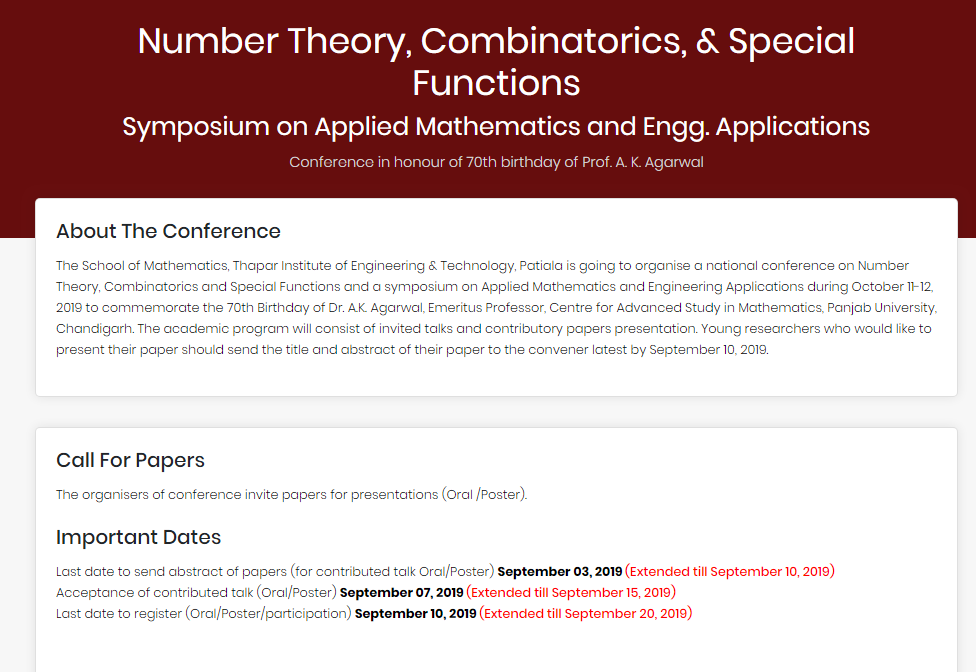 Number Theory, Combinatorics, & Special
Functions
Symposium on Applied Mathematics and Engg. Applications
Conference in honour of 70th birthday of Prof. A. K. Agarwal
About The Conference
The School of Mathematics, Thapar Institute of Engineering & Technology, Patiala is going to organise a national conference on Number
Theory, Combinatorics and Special Functions and a symposium on Applied Mathematics and Engineering Applications during October 11-12,
2019 to commemorate the 70th Birthday of Dr. A.K. Agarwal, Emeritus Professor, Centre for Advanced Study in Mathematics, Panjab University,
Chandigarh. The academic program will consist of invited talks and contributory papers presentation. Young researchers who would like to
present their paper should send the title and abstract of their paper to the convener latest by September 10, 2019.
Call For Papers
The organisers of conference invite papers for presentations (Oral /Poster).
Important Dates
Last date to send abstract of papers (for contributed talk Oral/Poster) September 03, 2019 (Extended till September 10, 2019)
Acceptance of contributed talk (Oral/Poster) September 07, 2019 (Extended till September 15, 2019)
Last date to register (Oral/Poster/participation) September 10, 2019 (Extended till September 20, 2019)